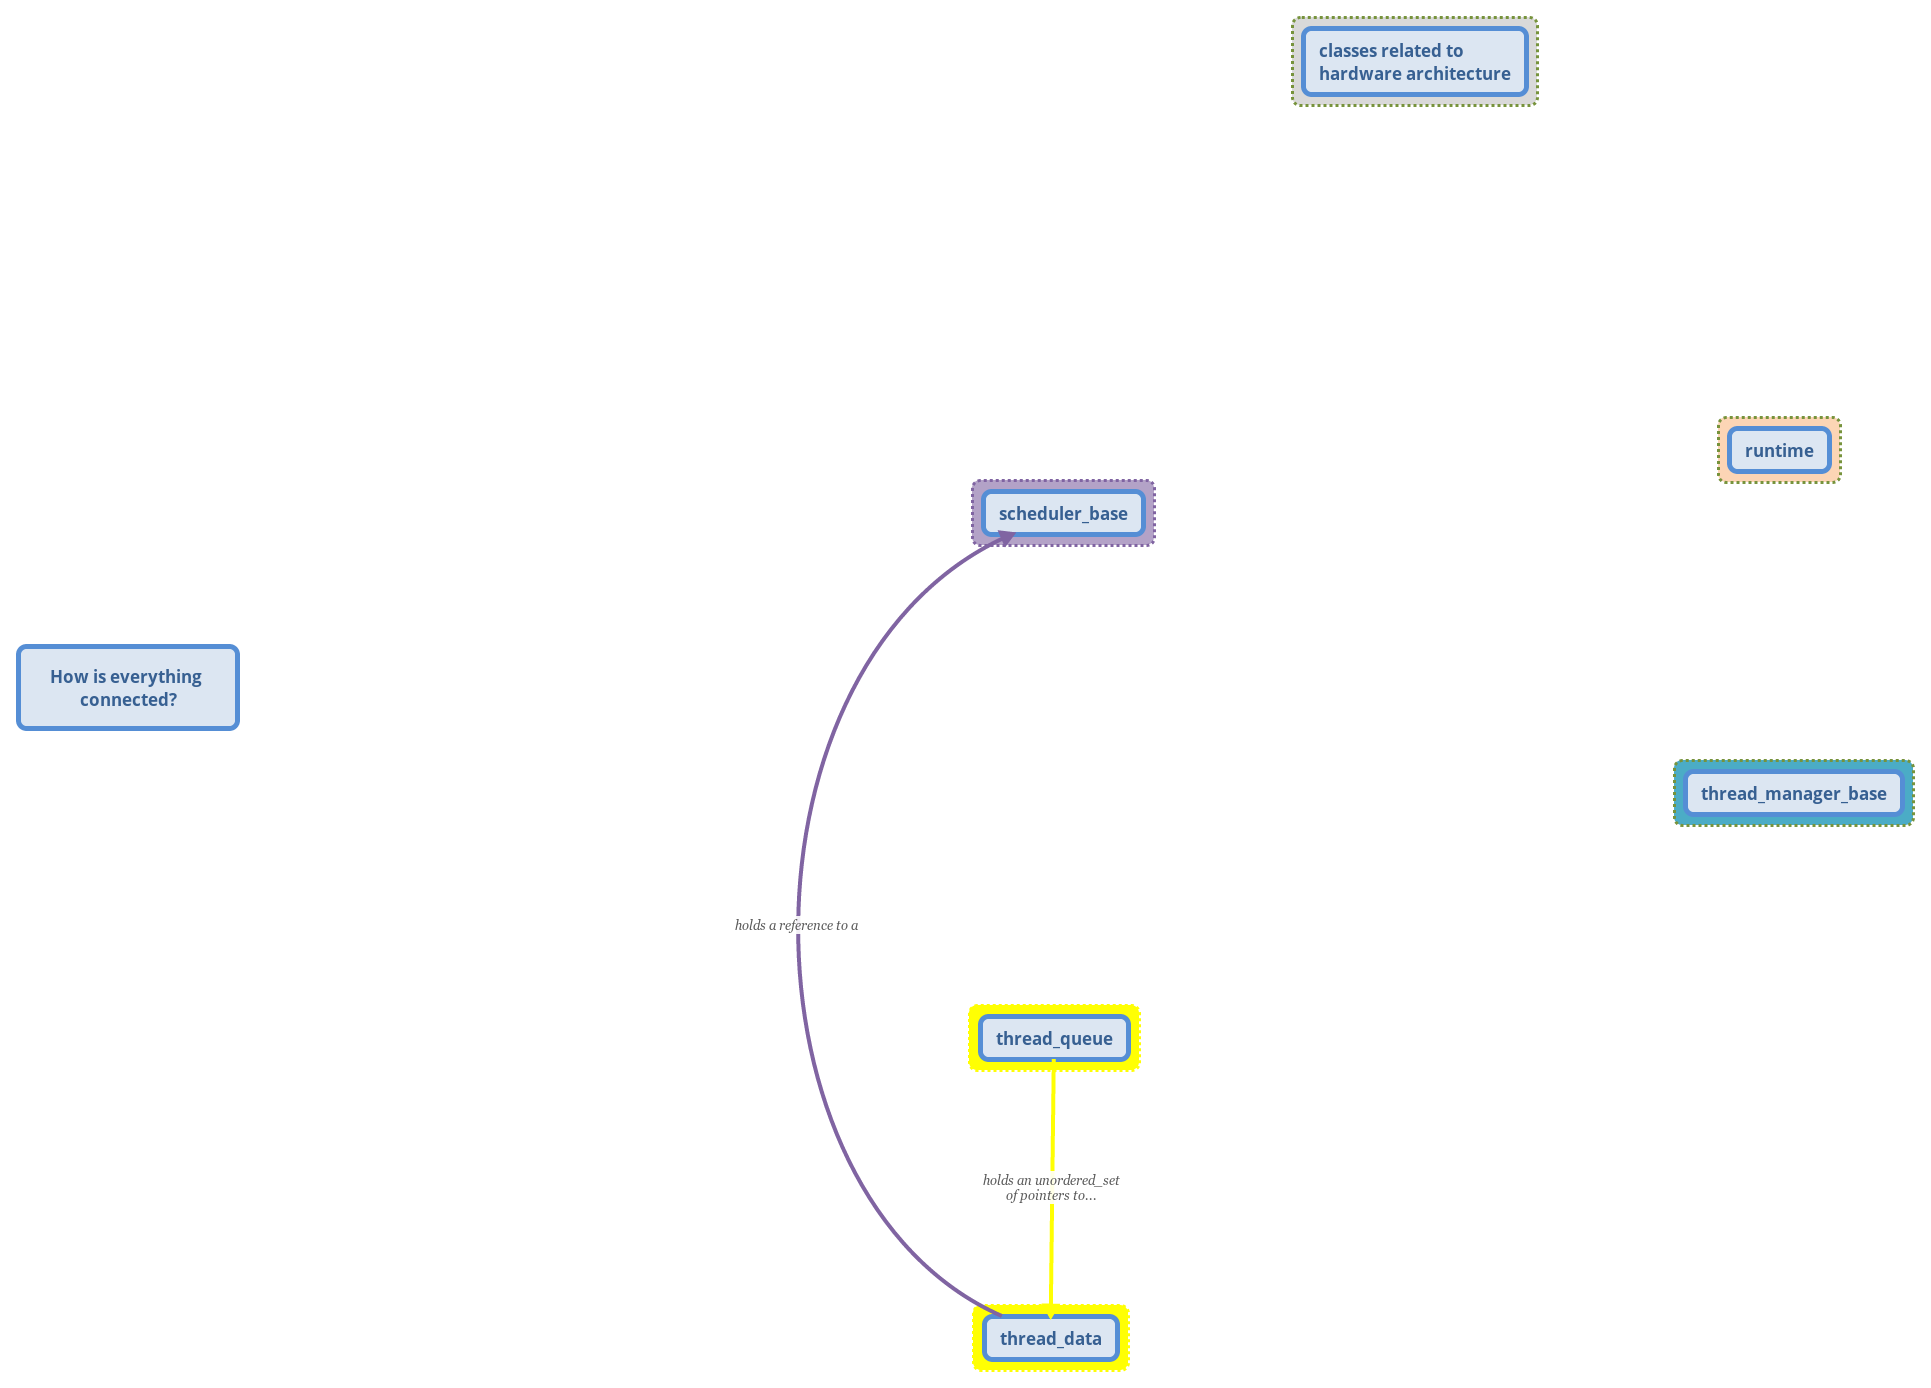 classes related to
hardware architecture
runtime
scheduler_base
How is everything
connected?
thread_manager_base
holds a reference to a
thread_queue
holds an unordered_set
of pointers to...
thread_data